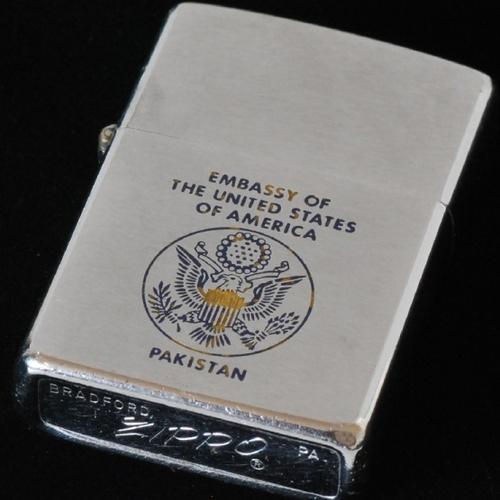 EMBASSY OF
THE UNITED STATES
OF AMERICA
PAKISTAN
BRADFORD. ZIPPO ® PA.